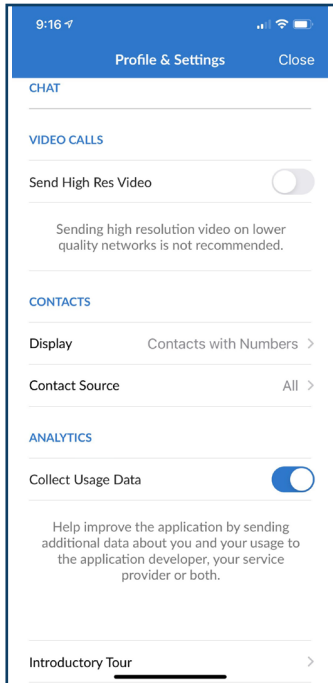 9:16
Profile & Settings Close
CHAT
VIDEO CALLS
Send High Res Video
Sending high resolution video on lower
quality networks is not recommended.
CONTACTS
Display Contacts with Numbers >
Contact Source All >
ANALYTICS
Collect Usage Data
Help improve the application by sending
additional data about you and your usage to
the application developer, your service
provider or both.
Introductory Tour >